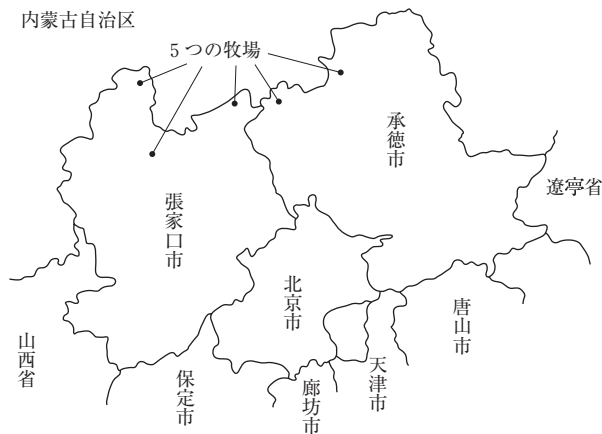 内蒙古自治区
5つの牧場
承徳市
遼寧省
張家口市
北京市
唐山市
山西省
天津市
保定市
廊坊市